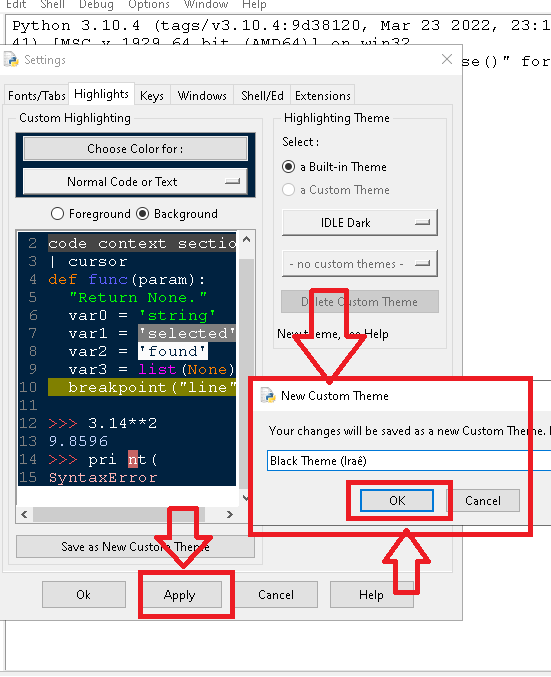 Edit Shell Debug Options Window Help
Python 3.10.4 (tags/v3.10.4:9d38120, Mar 23 2022, 23:1
41) [MSC v.1929 64 bit (AMD64)] on win32
se()" for
Settings
Fonts/Tabs Highlights Keys Windows Shell/Ed Extensions
Custom Highlighting
Choose Color for :
Normal Code or Text
Foreground Background
2 code context sectio
3 | cursor
4 def func(param):
5 "Return None."
6 var0 = 'string'
7 var1 = 'selected'
8 var2 = 'found'
9 var3 = list(None)
10 breakpoint("line"
11
12 >>> 3.14**2
13 9.8596
14 >>> pri nt(
15 SyntaxError
Save as New Custom Theme
Highlighting Theme
Select :
a Built-in Theme
a Custom Theme
IDLE Dark
- no custom themes -
Delete Custom Theme
New theme, see Help
New Custom Theme
Your changes will be saved as a new Custom Theme.
Black Theme (Iraê)
OK Cancel
Ok Apply Cancel Help